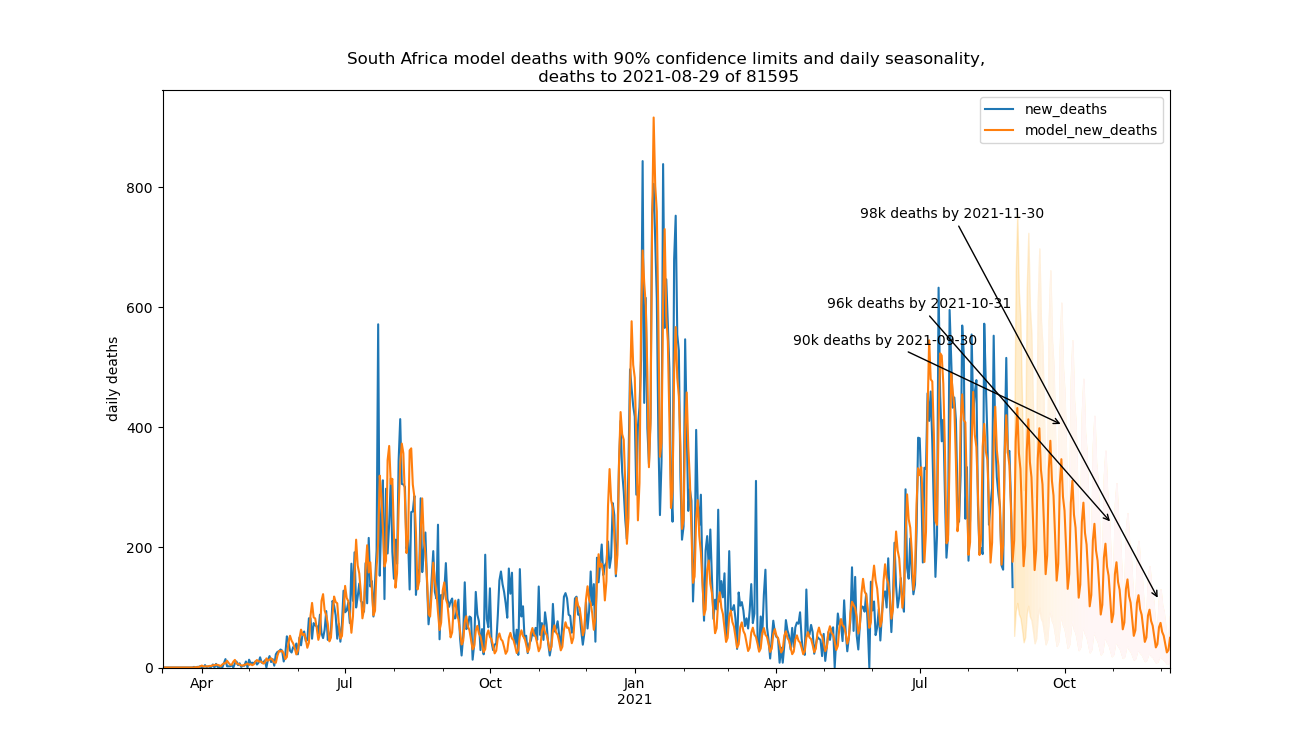 South Africa model deaths with 90% confidence limits and daily seasonality,
deaths to 2021-08-29 of 81595
new_deaths
model_new_deaths
98k deaths by 2021-11-30
96k deaths by 2021-10-31
90k deaths by 2021-09-30
daily deaths
800
600
400
200
0
Apr
Jul
Oct
Jan
2021
Apr
Jul
Oct